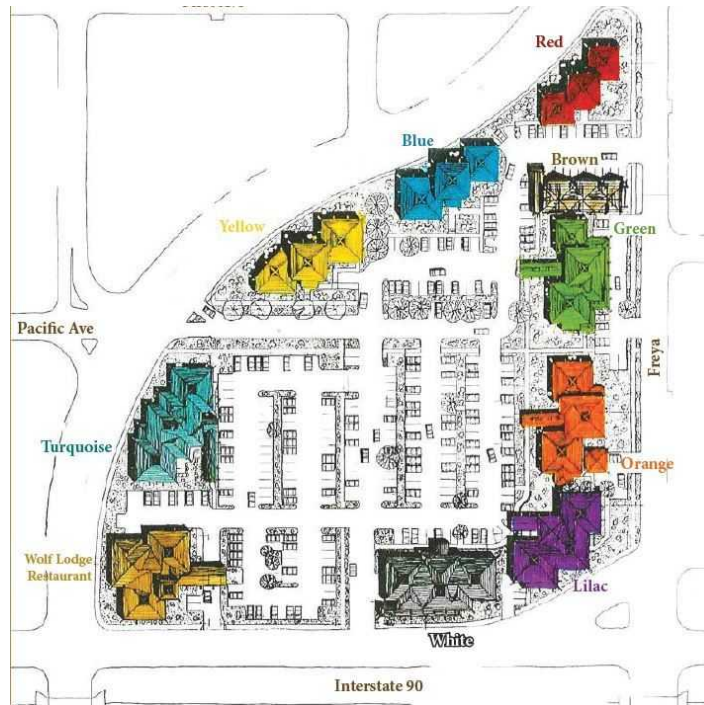 Red
Blue
Brown
Yellow
Green
Pacific Ave
Freya
Turquoise
Orange
Wolf Lodge
Restaurant
Lilac
White
Interstate 90